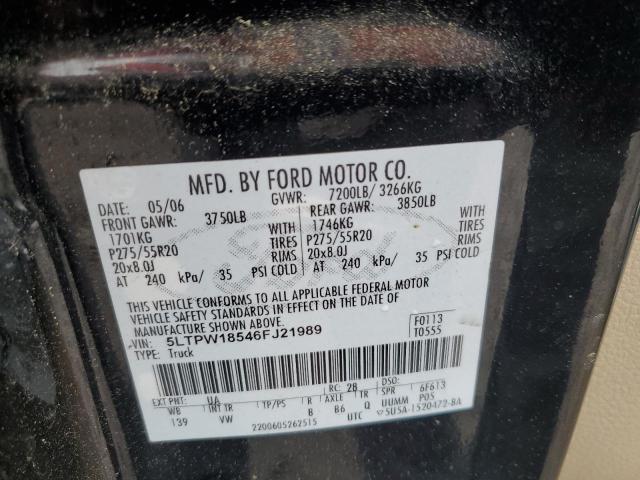 MFD. BY FORD MOTOR CO.
DATE: 05/06 GVWR: 7200LB/ 3266KG
FRONT GAWR: 3750LB REAR GAWR: 3850LB
1701KG WITH 1746KG WITH
P275/55R20 TIRES P275/55R20 TIRES
20x8.0J RIMS 20x8.0J RIMS
AT 240 kPa/ 35 PSI COLD AT 240 kPa/ 35 PSI COLD
THIS VEHICLE CONFORMS TO ALL APPLICABLE FEDERAL MOTOR
VEHICLE SAFETY STANDARDS IN EFFECT ON THE DATE OF
MANUFACTURE SHOWN ABOVE.
VIN: 5LTPW18546FJ21989 F0113
TYPE: Truck T0555
EXT PNT: UA RC: 28 DSO:
WB INT TR TP/PS R AXLE TR SPR 6F613
139 VW B B6 Q UUMM P05
2200605262515 UTC 5U5A-1520472-BA
Ford